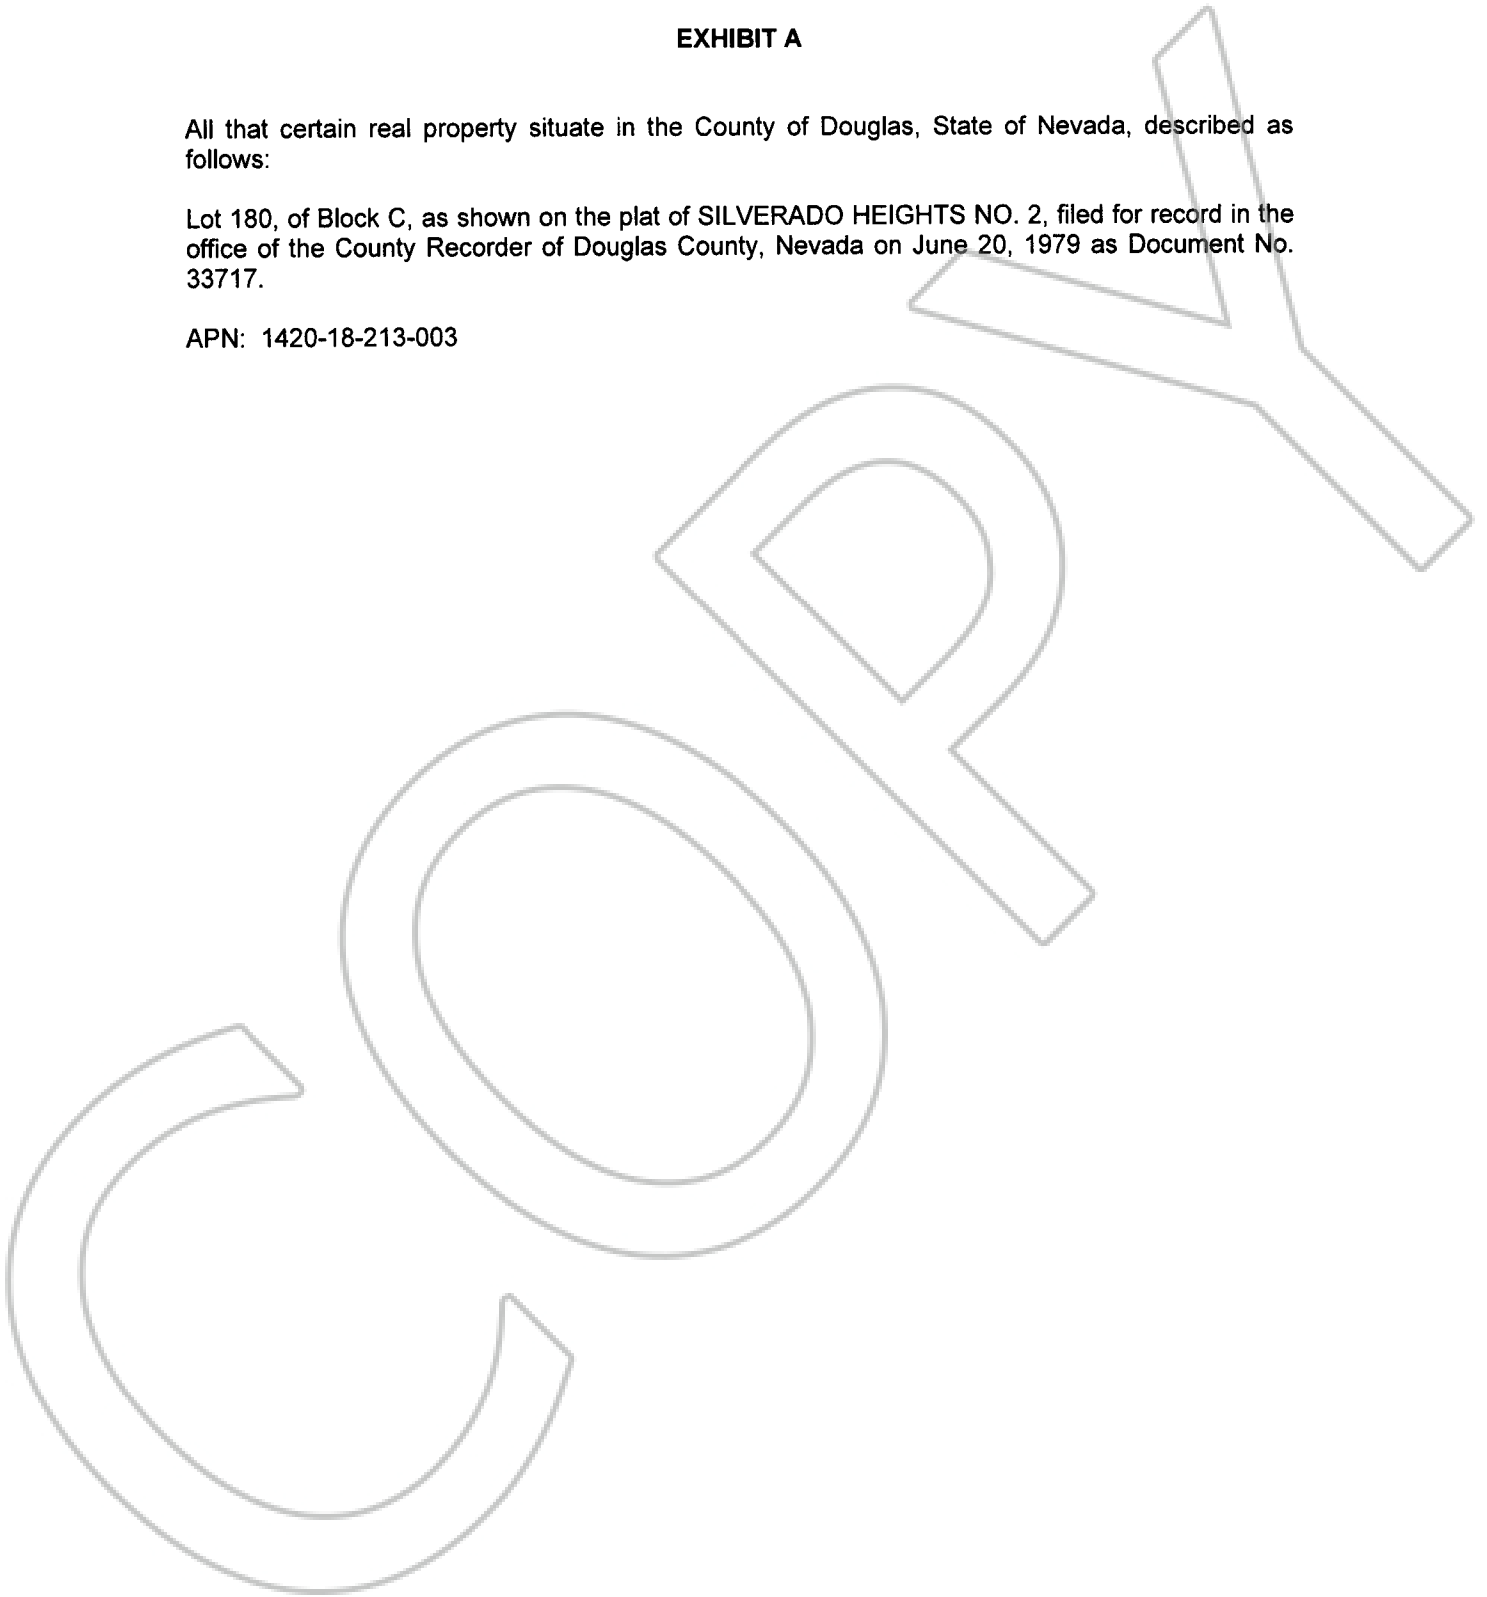 EXHIBIT A
All that certain real property situate in the County of Douglas, State of Nevada, described as
follows:
Lot 180, of Block C, as shown on the plat of SILVERADO HEIGHTS NO. 2, filed for record in the
office of the County Recorder of Douglas County, Nevada on June 20, 1979 as Document No.
33717.
APN: 1420-18-213-003
COPY